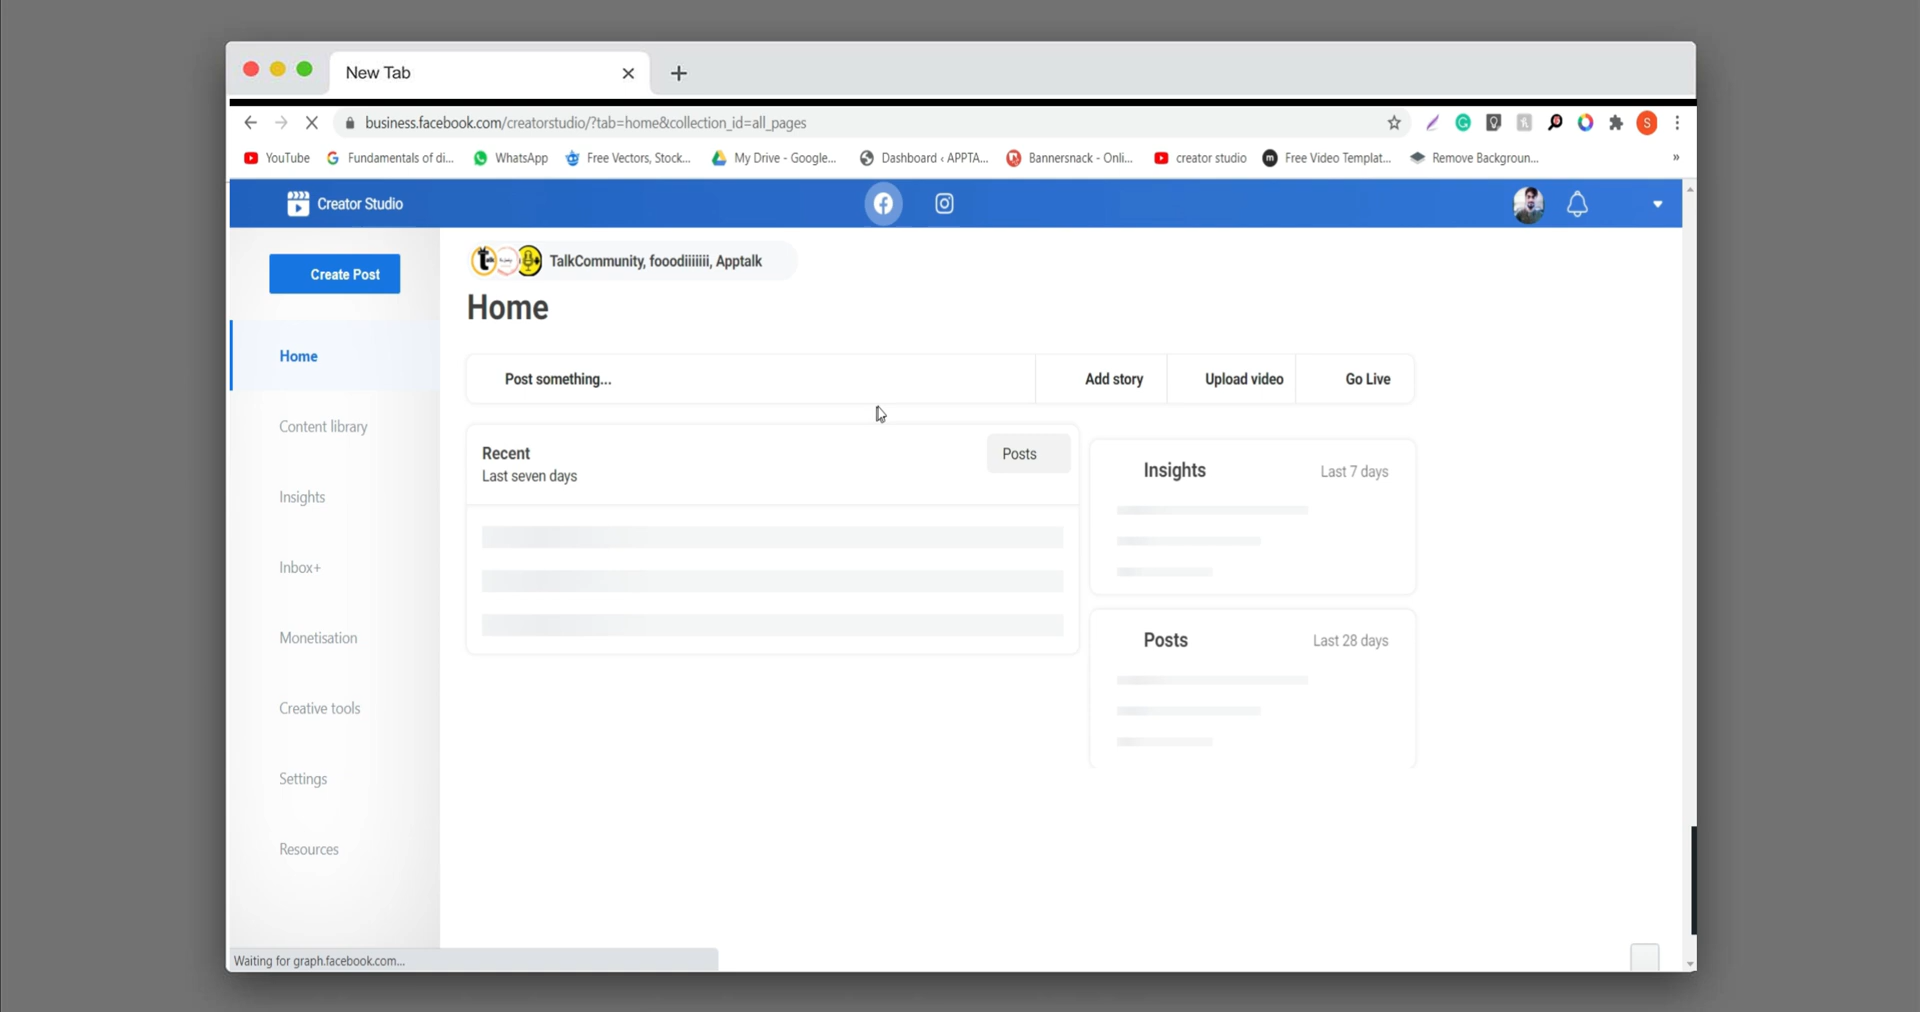 New Tab
business.facebook.com/creatorstudio/?tab=home&collection_id=all_pages
S
YouTube
Fundamentals of di...
WhatsApp
Free Vectors, Stock...
My Drive - Google...
Dashboard ‹ APPTA...
Bannersnack - Onli...
creator studio
Free Video Templat...
Remove Backgroun...
»
Creator Studio
Create Post
TalkCommunity, fooodiiiiiii, Apptalk
Home
Home
Post something...
Add story
Upload video
Go Live
Content library
Recent
Posts
Last seven days
Insights
Last 7 days
Insights
Inbox+
Monetisation
Posts
Last 28 days
Creative tools
Settings
Resources
Waiting for graph.facebook.com...